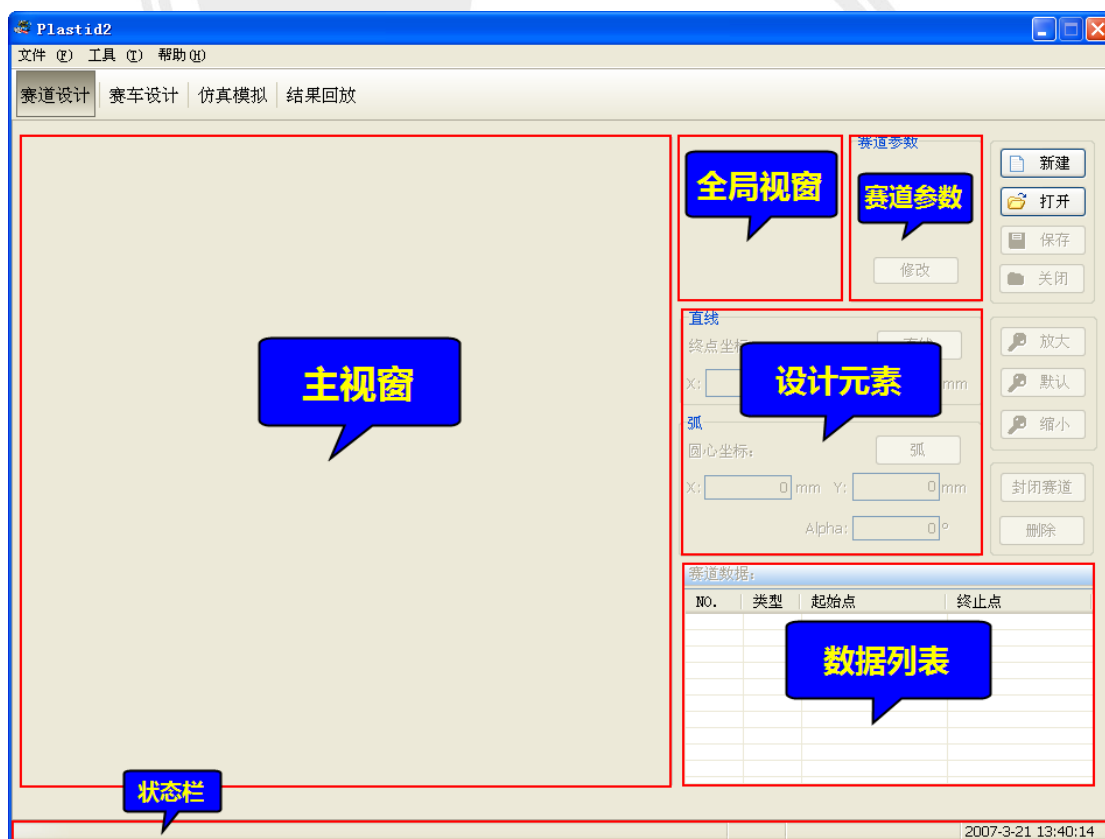 Plastid2
文件 (F) 工具 (T) 帮助(H)
赛道设计 赛车设计 仿真模拟 结果回放
赛道参数
全局视窗
赛道参数
修改
新建
打开
保存
关闭
直线
终点坐标
X: mm
设计元素
主视窗
弧
圆心坐标: 弧
X: 0 mm Y: 0 mm
Alpha: 0 °
放大
默认
缩小
封闭赛道
删除
赛道数据:
NO. 类型 起始点 终止点
数据列表
状态栏
2007-3-21 13:40:14